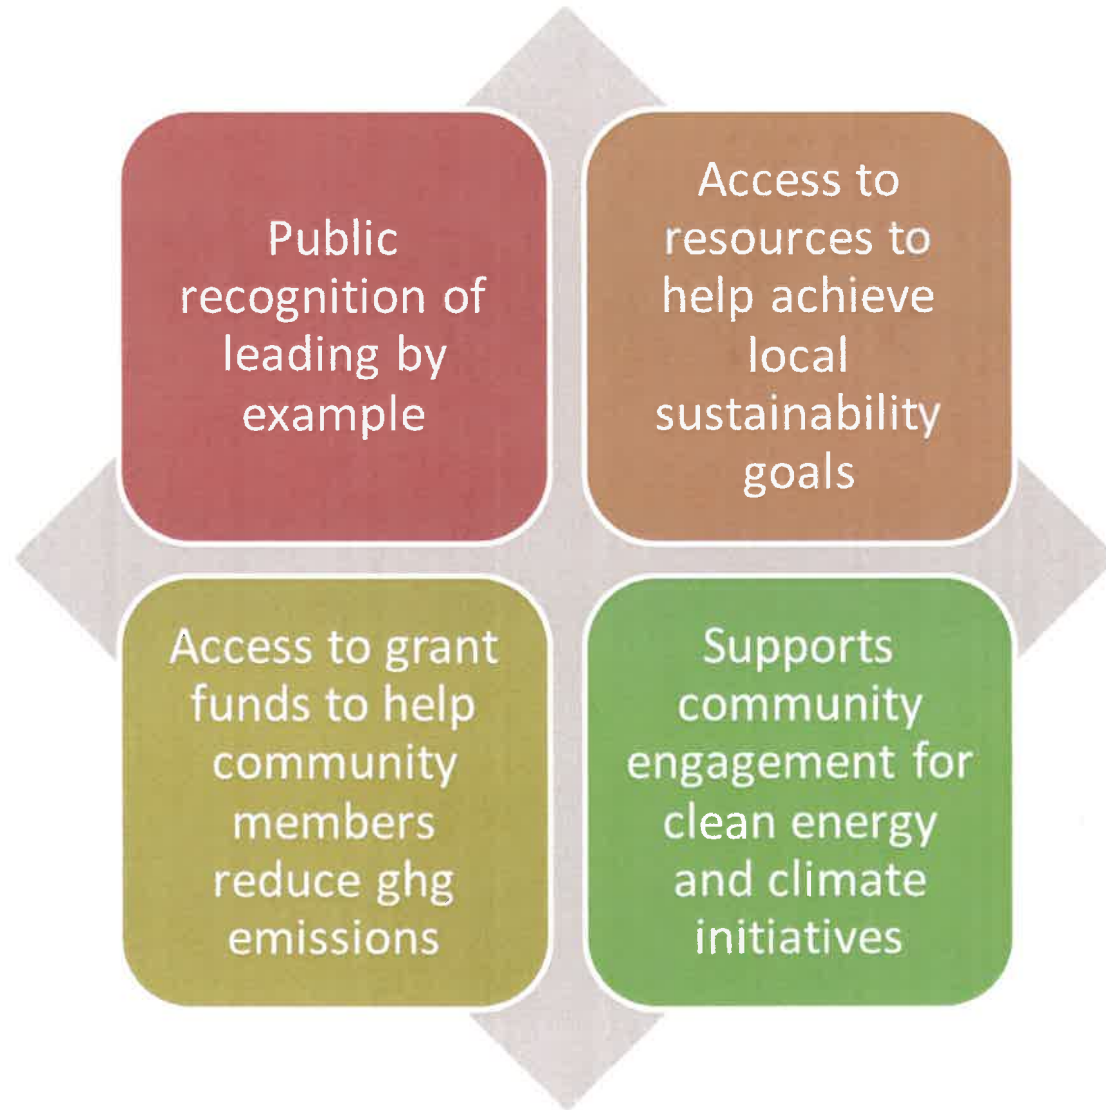 Public
recognition of
leading by
example
Access to
resources to
help achieve
local
sustainability
goals
Access to grant
funds to help
community
members
reduce ghg
emissions
Supports
community
engagement for
clean energy
and climate
initiatives